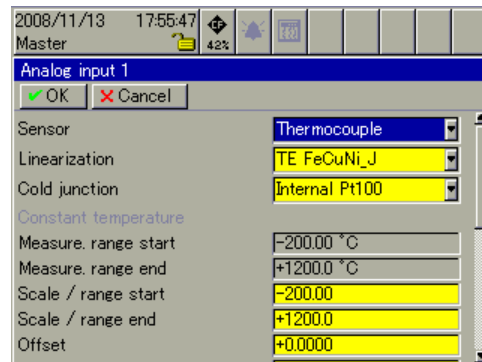 2008/11/13 17:55:47
Master 42%
Analog input 1
OK Cancel
Sensor Thermocouple
Linearization TE FeCuNi_J
Cold junction Internal Pt100
Constant temperature
Measure. range start -200.00 °C
Measure. range end +1200.0 °C
Scale / range start -200.00
Scale / range end +1200.0
Offset +0.0000